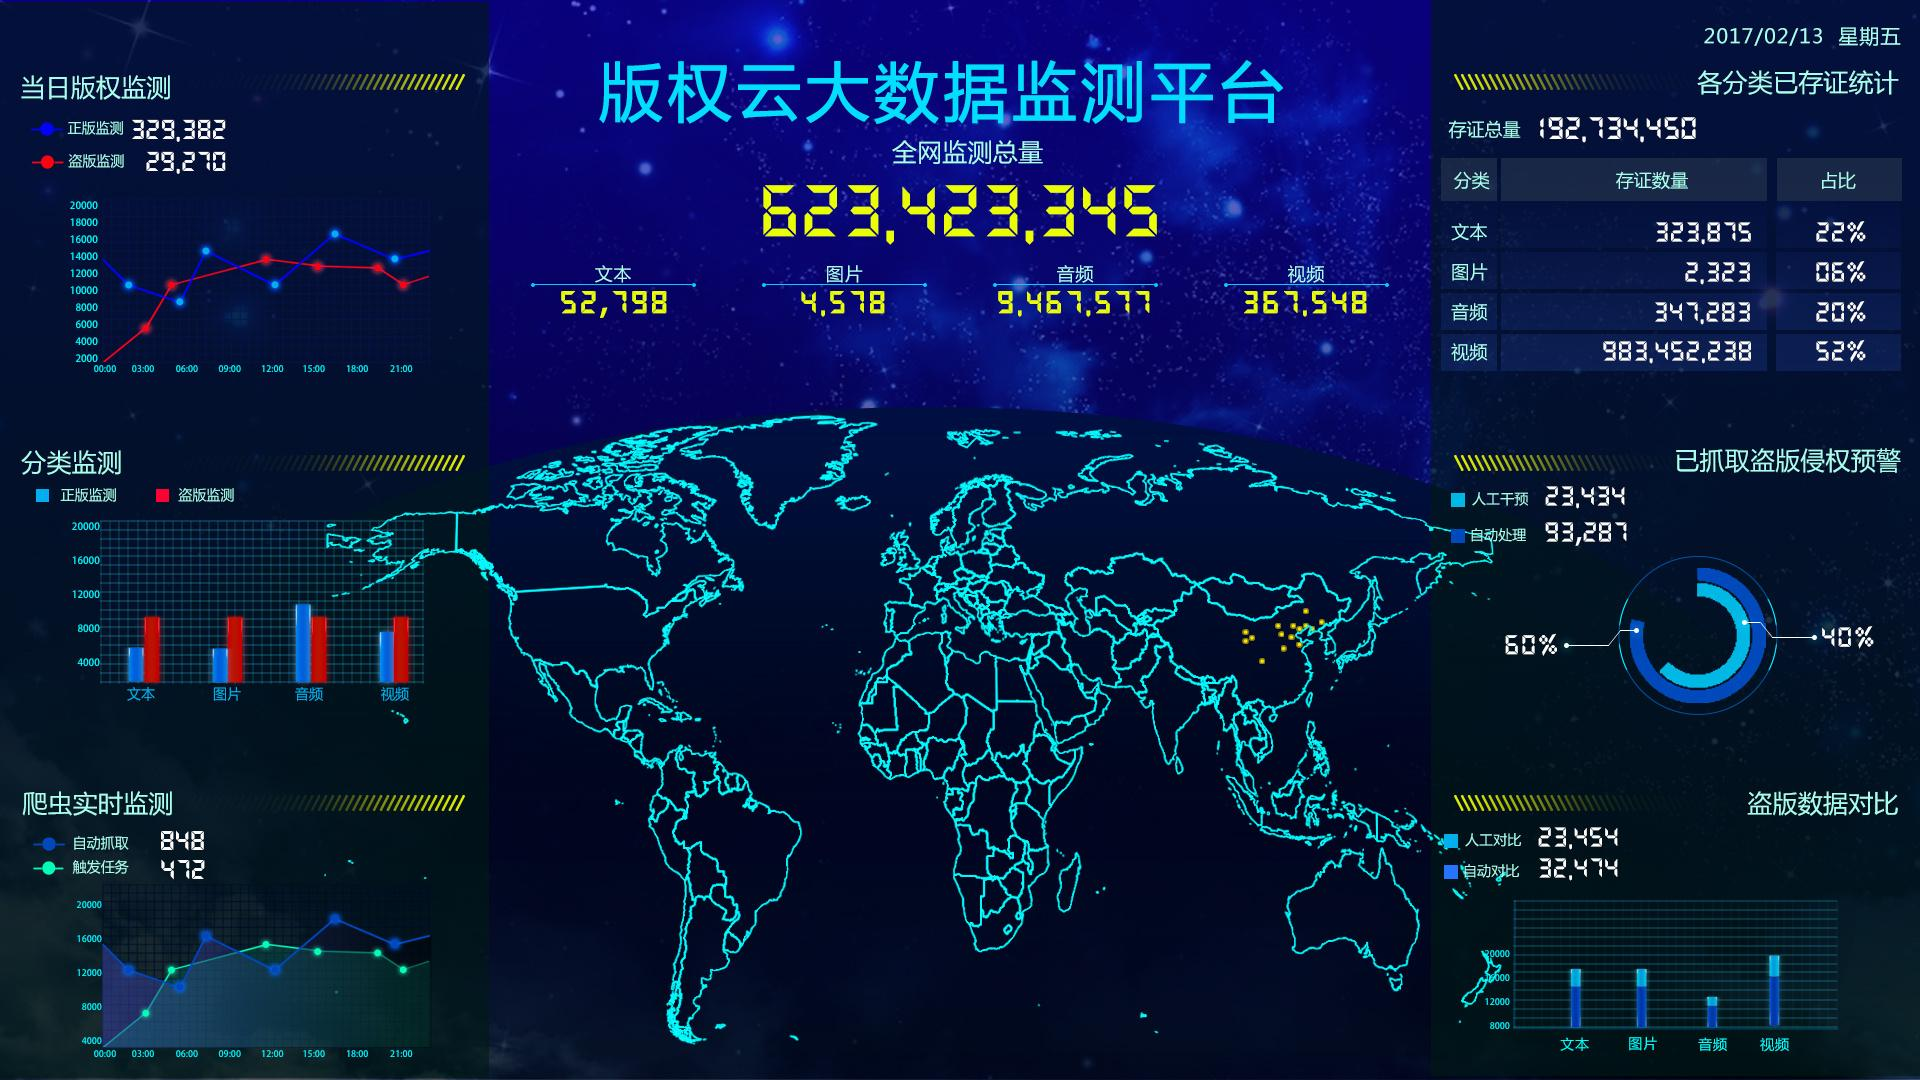 2017/02/13 星期五
版权云大数据监测平台
全网监测总量
623,423,345
文本 图片 音频 视频
52,798 4,578 9,467,577 367,548
当日版权监测
正版监测 329,382
盗版监测 29,270
20000
18000
16000
14000
12000
10000
8000
6000
4000
2000
00:00 03:00 06:00 09:00 12:00 15:00 18:00 21:00
分类监测
正版监测 盗版监测
20000
16000
12000
8000
4000
文本 图片 音频 视频
爬虫实时监测
自动抓取 848
触发任务 472
20000
16000
12000
8000
4000
00:00 03:00 06:00 09:00 12:00 15:00 18:00 21:00
各分类已存证统计
存证总量 192,734,450
分类 存证数量 占比
文本 323,875 22%
图片 2,323 06%
音频 347,283 20%
视频 983,452,238 52%
已抓取盗版侵权预警
人工干预 23,434
自动处理 93,287
60% 40%
盗版数据对比
人工对比 23,454
自动对比 32,474
20000
16000
12000
8000
文本 图片 音频 视频